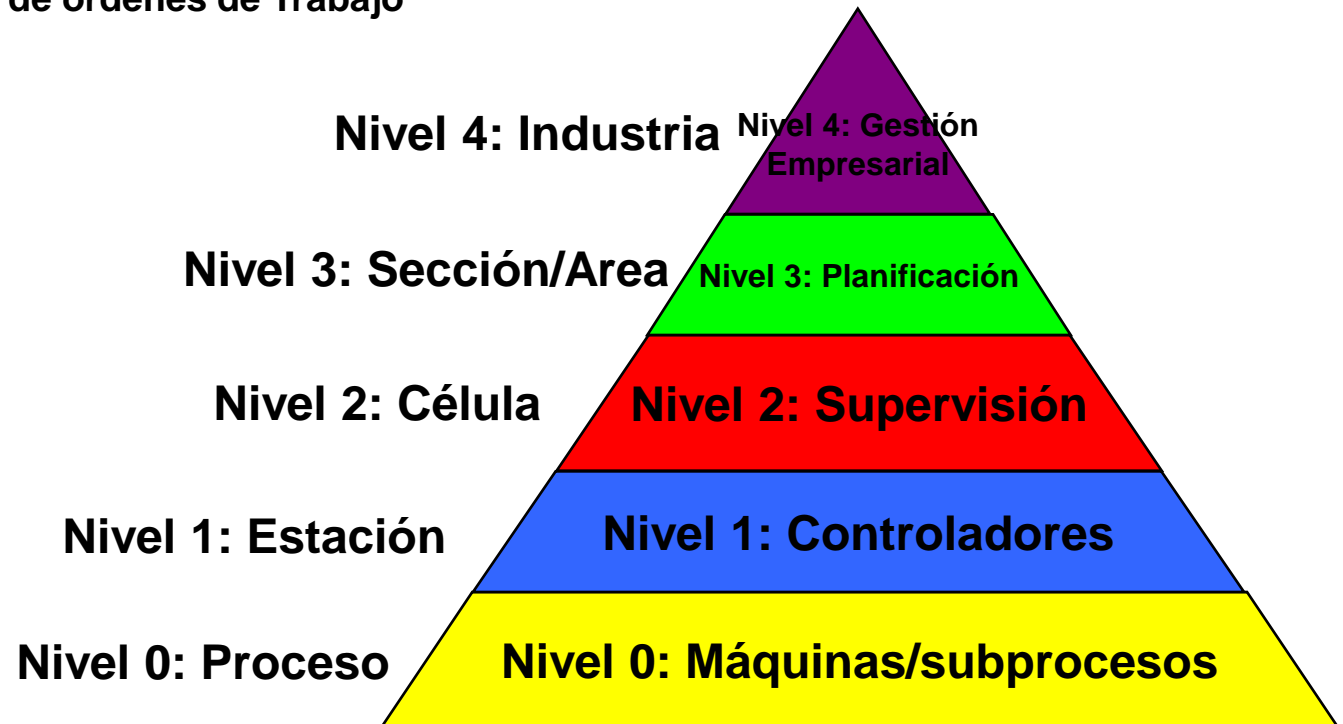 de ordenes de Trabajo
Nivel 4: Industria
Nivel 4: Gestión
Empresarial
Nivel 3: Sección/Area
Nivel 3: Planificación
Nivel 2: Célula
Nivel 2: Supervisión
Nivel 1: Estación
Nivel 1: Controladores
Nivel 0: Proceso
Nivel 0: Máquinas/subprocesos